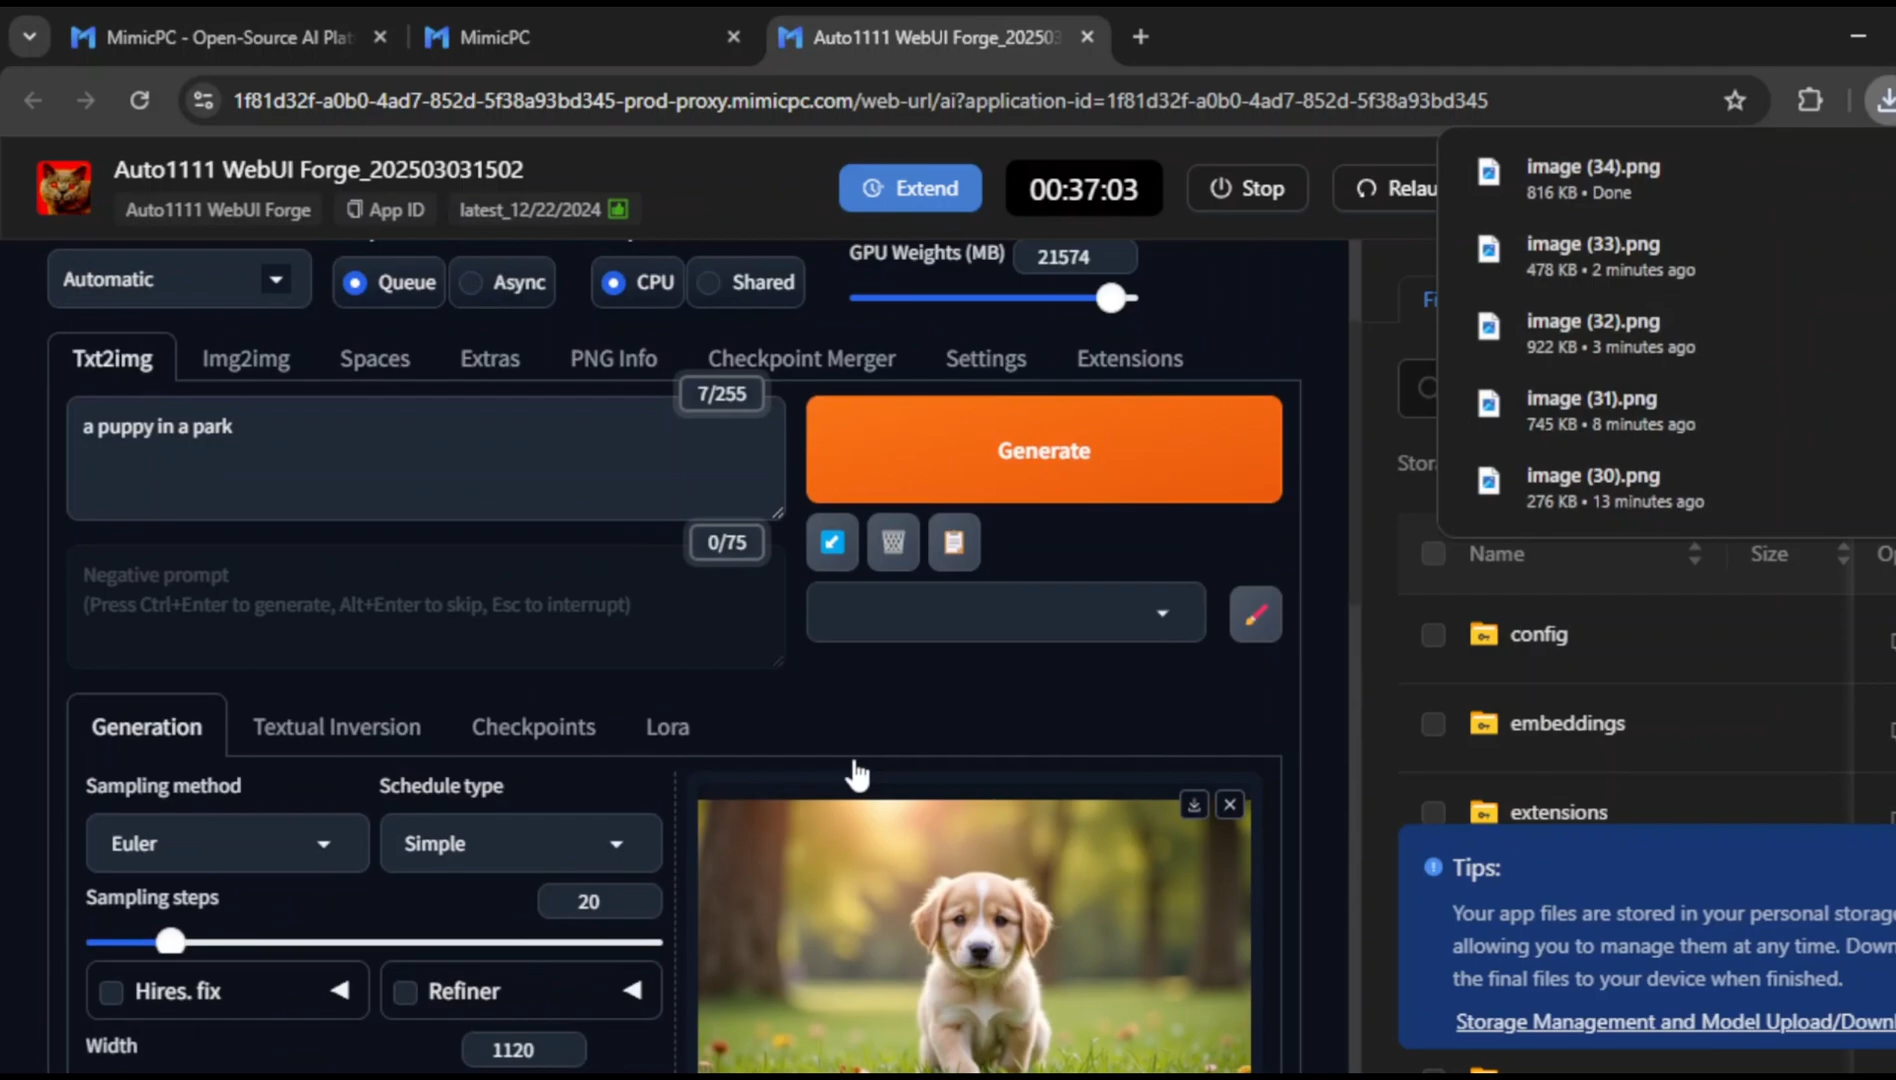 MimicPC - Open-Source AI Plat
MimicPC
Auto1111 WebUI Forge_202503
1f81d32f-a0b0-4ad7-852d-5f38a93bd345-prod-proxy.mimicpc.com/web-url/ai?application-id=1f81d32f-a0b0-4ad7-852d-5f38a93bd345
Auto1111 WebUI Forge_202503031502
Auto1111 WebUI Forge
App ID
latest_12/22/2024
Extend
00:37:03
Stop
Relau
image (34).png
816 KB • Done
image (33).png
478 KB • 2 minutes ago
image (32).png
922 KB • 3 minutes ago
image (31).png
745 KB • 8 minutes ago
image (30).png
276 KB • 13 minutes ago
Automatic
Queue
Async
CPU
Shared
GPU Weights (MB)
21574
Txt2img
Img2img
Spaces
Extras
PNG Info
Checkpoint Merger
Settings
Extensions
7/255
a puppy in a park
Generate
0/75
Negative prompt
(Press Ctrl+Enter to generate, Alt+Enter to skip, Esc to interrupt)
Generation
Textual Inversion
Checkpoints
Lora
Sampling method
Schedule type
Euler
Simple
Sampling steps
20
Hires. fix
Refiner
Width
1120
Fi
Stor
Name
Size
config
embeddings
extensions
Tips:
Your app files are stored in your personal storage
allowing you to manage them at any time. Down
the final files to your device when finished.
Storage Management and Model Upload/Downl